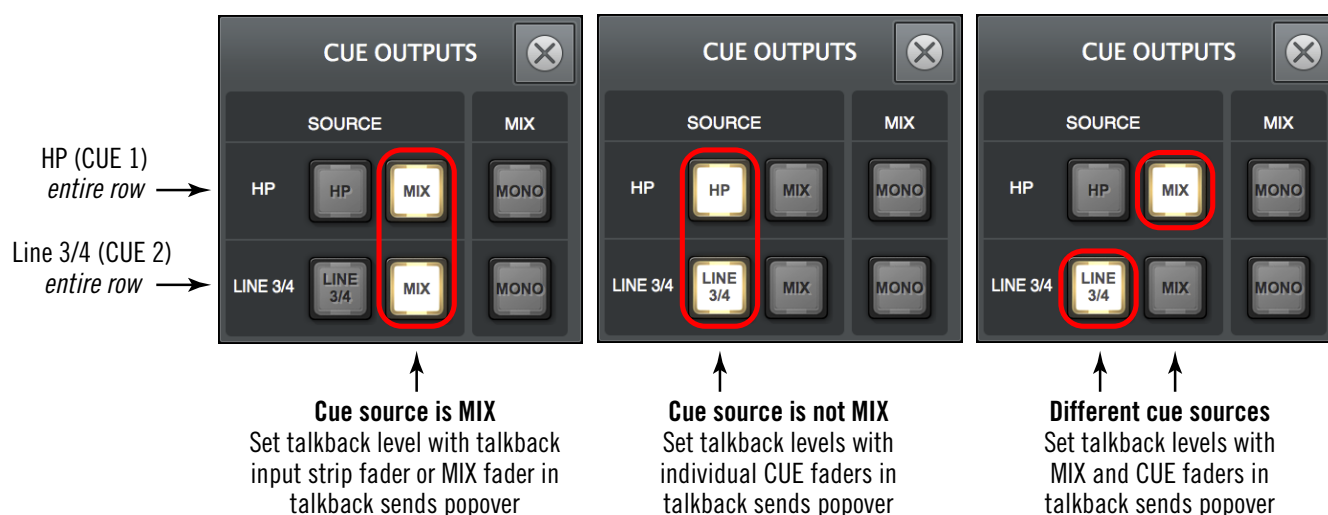 CUE OUTPUTS
SOURCE MIX
HP HP MIX MONO
LINE 3/4 LINE 3/4 MIX MONO
CUE OUTPUTS
SOURCE MIX
HP HP MIX MONO
LINE 3/4 LINE 3/4 MIX MONO
CUE OUTPUTS
SOURCE MIX
HP HP MIX MONO
LINE 3/4 LINE 3/4 MIX MONO
HP (CUE 1)
entire row
Line 3/4 (CUE 2)
entire row
Cue source is MIX
Set talkback level with talkback
input strip fader or MIX fader in
talkback sends popover
Cue source is not MIX
Set talkback levels with
individual CUE faders in
talkback sends popover
Different cue sources
Set talkback levels with
MIX and CUE faders in
talkback sends popover